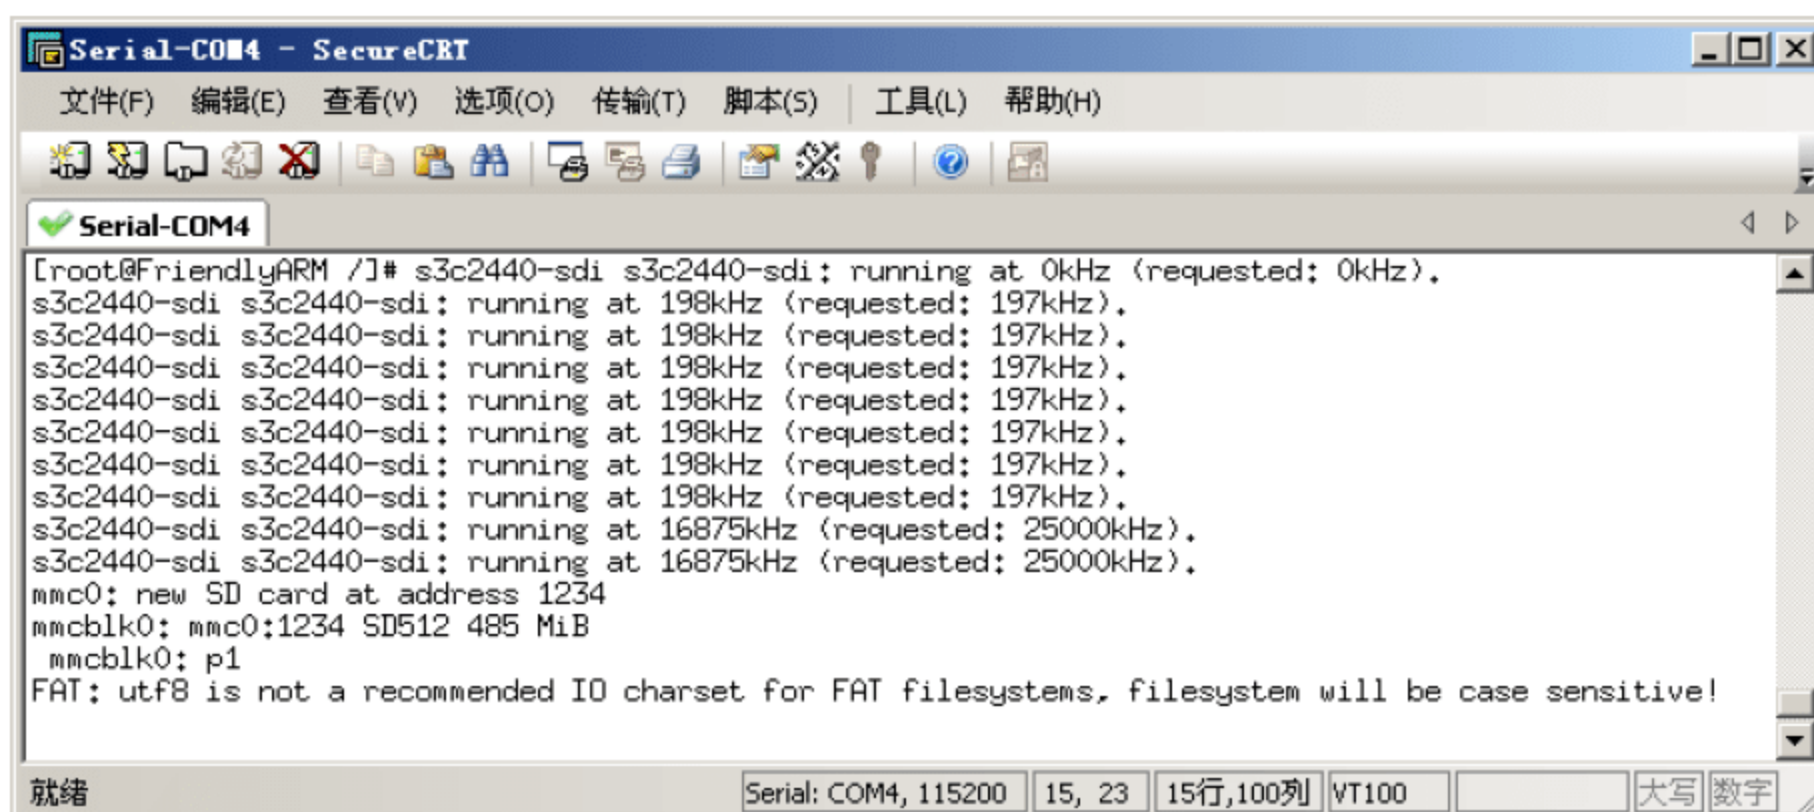 Serial-COM4 - SecureCRT
文件(F) 编辑(E) 查看(V) 选项(O) 传输(T) 脚本(S) 工具(L) 帮助(H)
Serial-COM4
[root@FriendlyARM /]# s3c2440-sdi s3c2440-sdi: running at 0kHz (requested: 0kHz).
s3c2440-sdi s3c2440-sdi: running at 198kHz (requested: 197kHz).
s3c2440-sdi s3c2440-sdi: running at 198kHz (requested: 197kHz).
s3c2440-sdi s3c2440-sdi: running at 198kHz (requested: 197kHz).
s3c2440-sdi s3c2440-sdi: running at 198kHz (requested: 197kHz).
s3c2440-sdi s3c2440-sdi: running at 198kHz (requested: 197kHz).
s3c2440-sdi s3c2440-sdi: running at 198kHz (requested: 197kHz).
s3c2440-sdi s3c2440-sdi: running at 198kHz (requested: 197kHz).
s3c2440-sdi s3c2440-sdi: running at 16875kHz (requested: 25000kHz).
s3c2440-sdi s3c2440-sdi: running at 16875kHz (requested: 25000kHz).
mmc0: new SD card at address 1234
mmcblk0: mmc0:1234 SD512 485 MiB
 mmcblk0: p1
FAT: utf8 is not a recommended IO charset for FAT filesystems, filesystem will be case sensitive!
就绪 Serial: COM4, 115200 15, 23 15行,100列 VT100 大写 数字